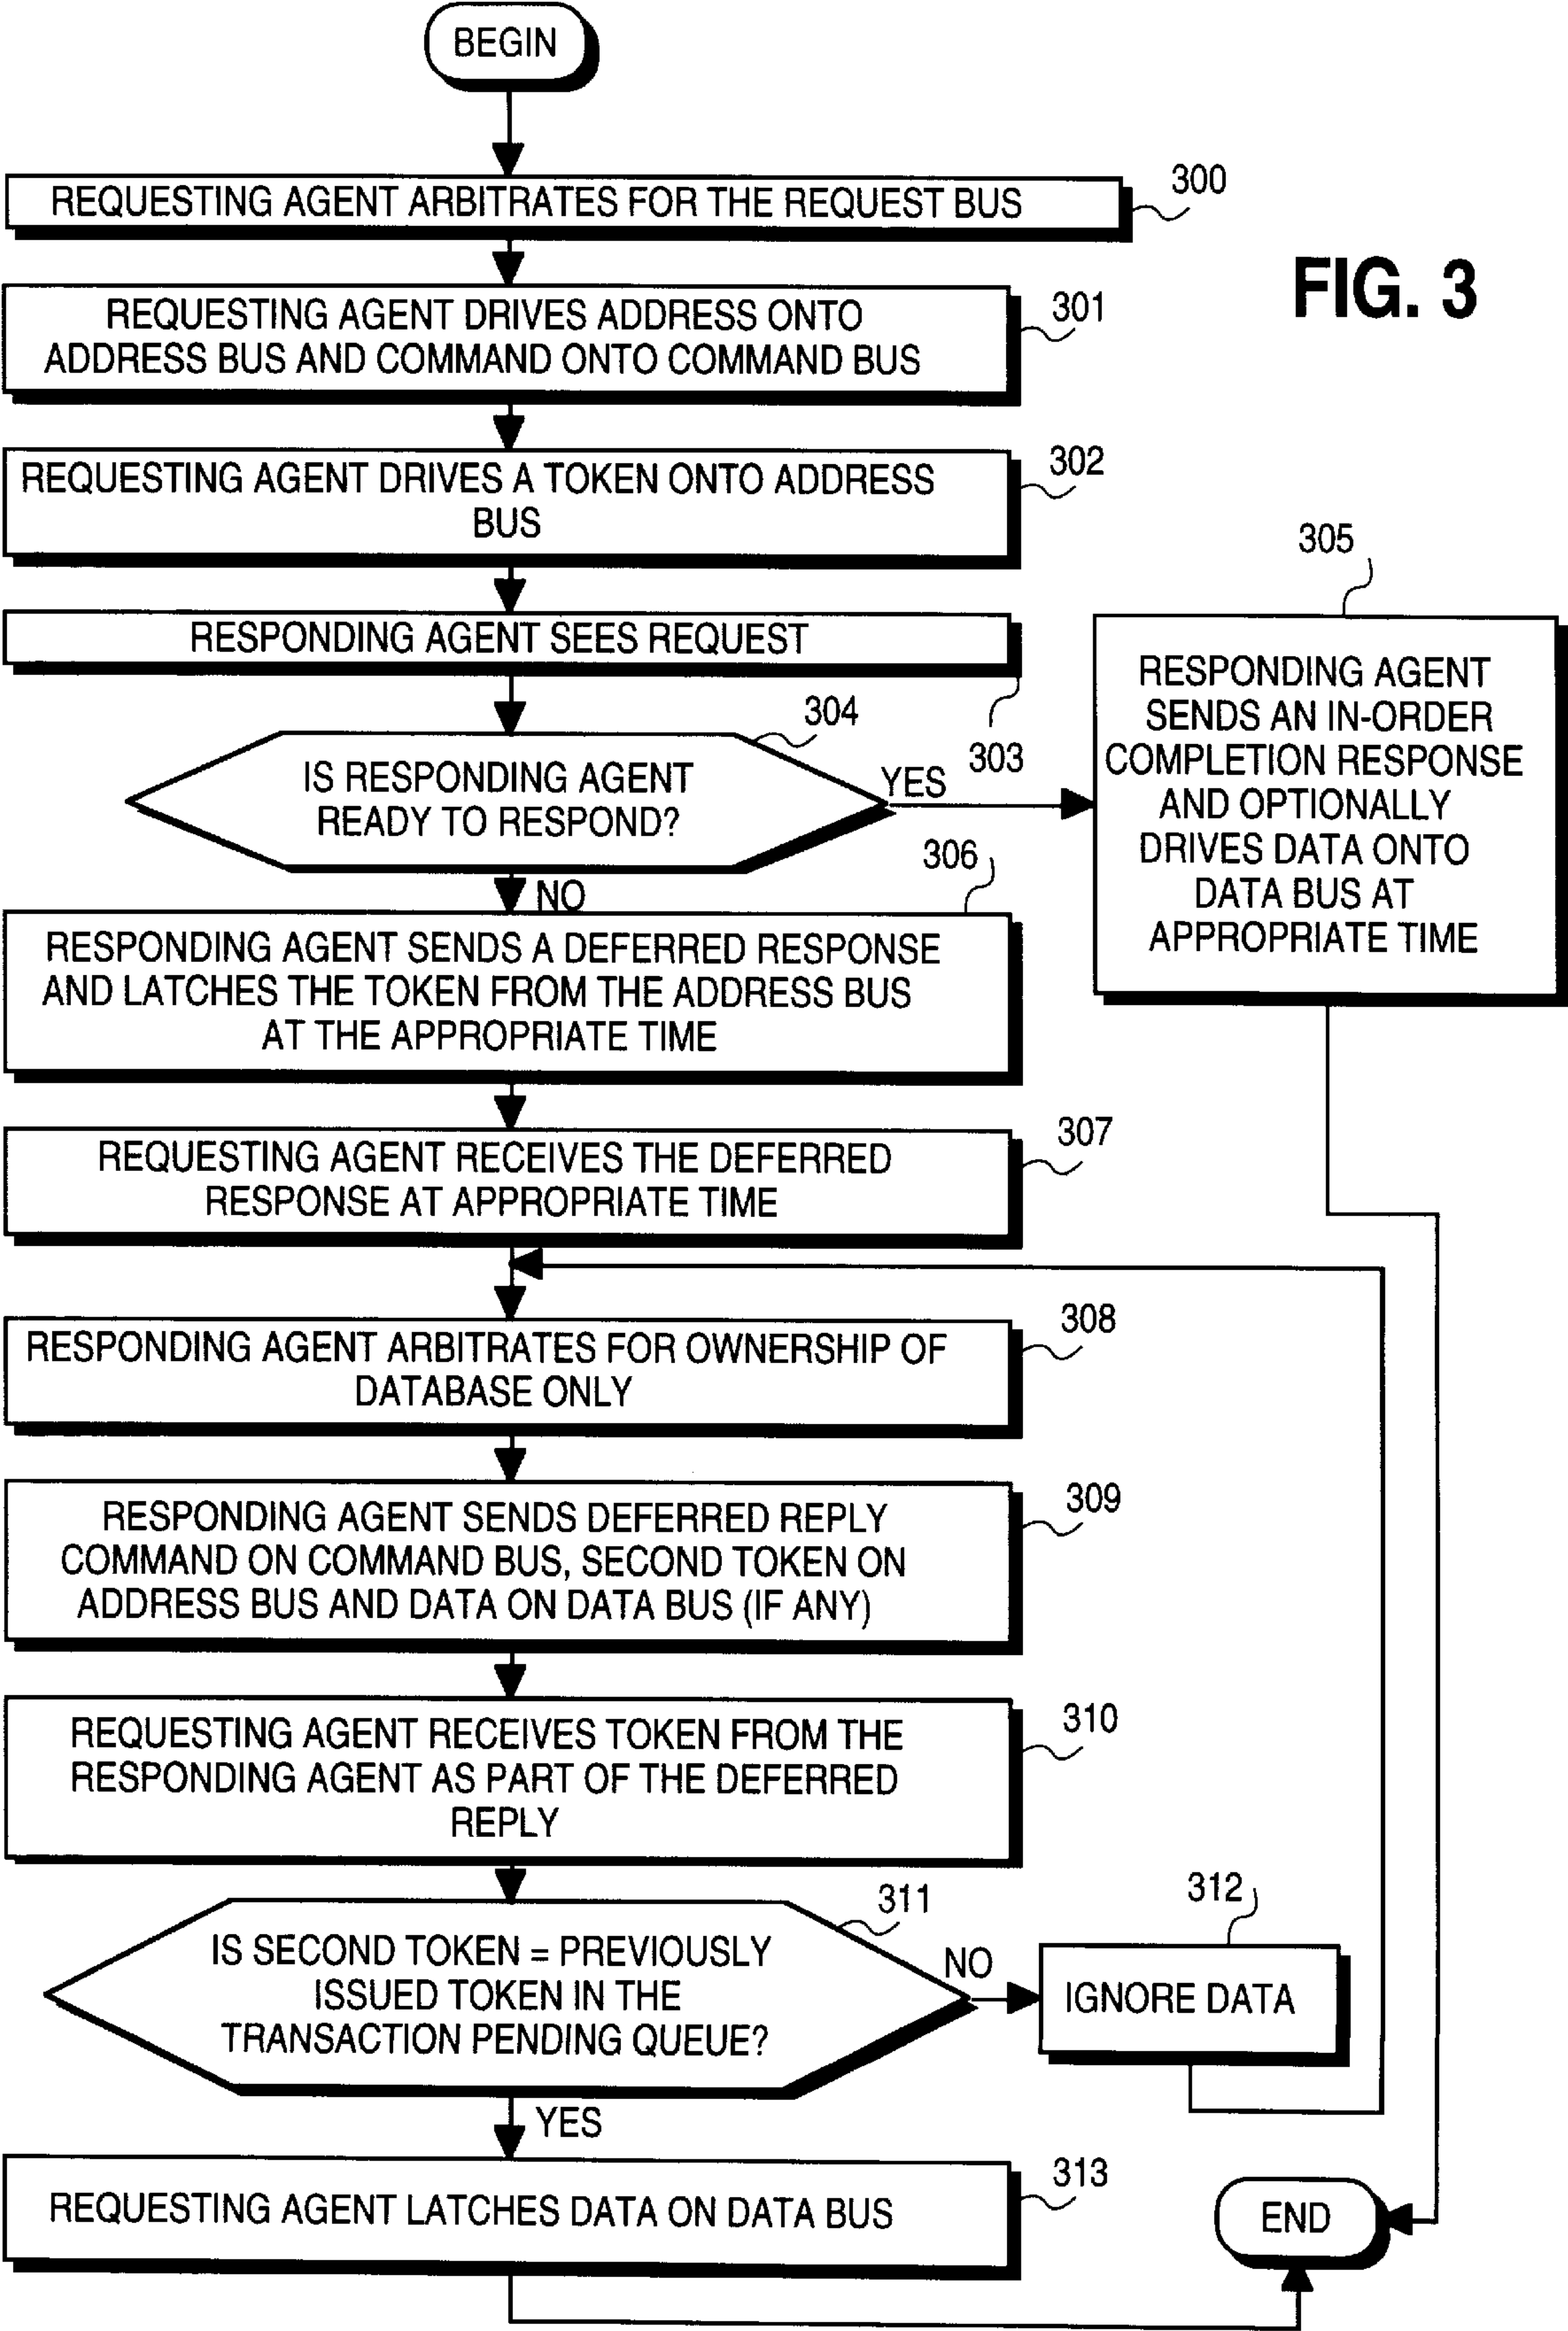 BEGIN
REQUESTING AGENT ARBITRATES FOR THE REQUEST BUS
300
FIG. 3
REQUESTING AGENT DRIVES ADDRESS ONTO
ADDRESS BUS AND COMMAND ONTO COMMAND BUS
301
REQUESTING AGENT DRIVES A TOKEN ONTO ADDRESS
BUS
302
RESPONDING AGENT SEES REQUEST
303
IS RESPONDING AGENT
READY TO RESPOND?
304
YES
305
RESPONDING AGENT
SENDS AN IN-ORDER
COMPLETION RESPONSE
AND OPTIONALLY
DRIVES DATA ONTO
DATA BUS AT
APPROPRIATE TIME
NO
306
RESPONDING AGENT SENDS A DEFERRED RESPONSE
AND LATCHES THE TOKEN FROM THE ADDRESS BUS
AT THE APPROPRIATE TIME
REQUESTING AGENT RECEIVES THE DEFERRED
RESPONSE AT APPROPRIATE TIME
307
RESPONDING AGENT ARBITRATES FOR OWNERSHIP OF
DATABASE ONLY
308
RESPONDING AGENT SENDS DEFERRED REPLY
COMMAND ON COMMAND BUS, SECOND TOKEN ON
ADDRESS BUS AND DATA ON DATA BUS (IF ANY)
309
REQUESTING AGENT RECEIVES TOKEN FROM THE
RESPONDING AGENT AS PART OF THE DEFERRED
REPLY
310
IS SECOND TOKEN = PREVIOUSLY
ISSUED TOKEN IN THE
TRANSACTION PENDING QUEUE?
311
NO
312
IGNORE DATA
YES
REQUESTING AGENT LATCHES DATA ON DATA BUS
313
END